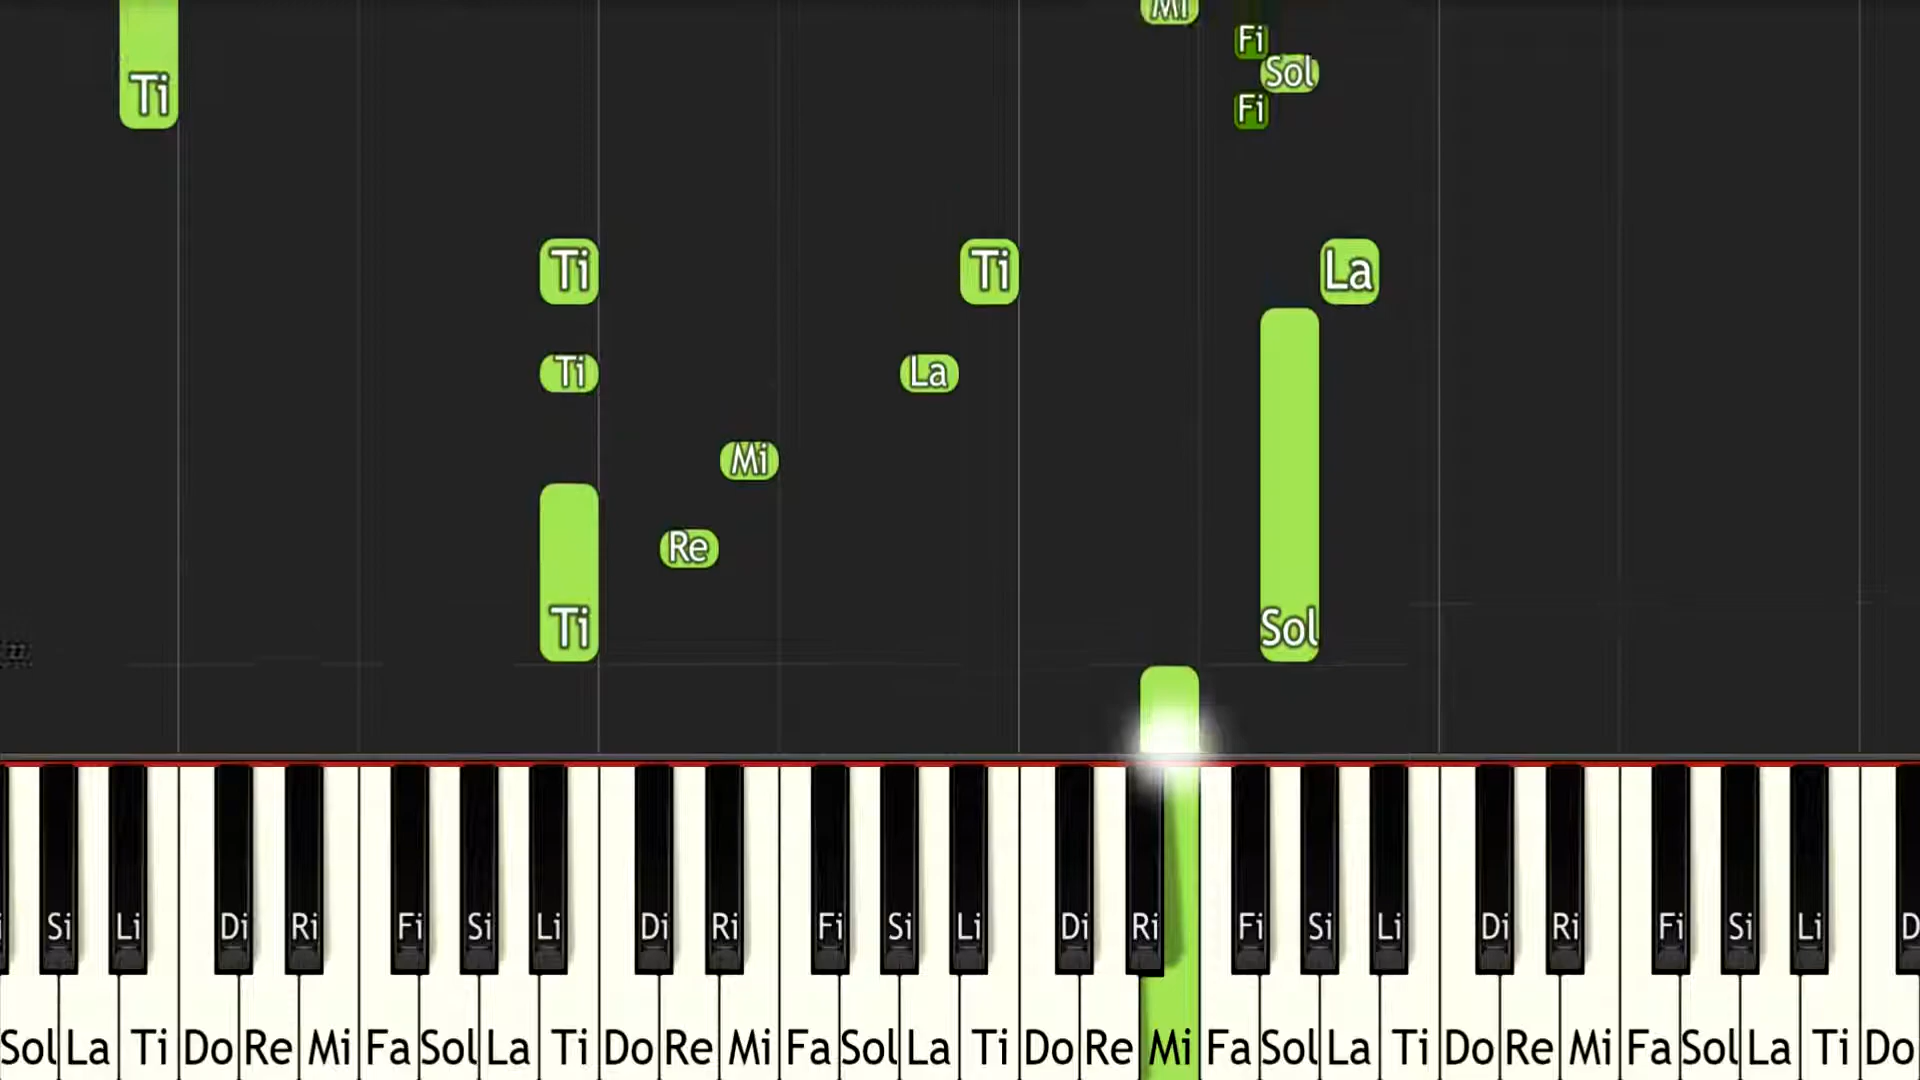 Mi
Fi
Sol
Ti
Fi
Ti Ti La
Ti La
Mi
Re
Ti Sol
Si Li Di Ri Fi Si Li Di Ri Fi Si Li Di Ri Fi Si Li Di Ri Fi Si Li
Sol La Ti Do Re Mi Fa Sol La Ti Do Re Mi Fa Sol La Ti Do Re Mi Fa Sol La Ti Do Re Mi Fa Sol La Ti Do